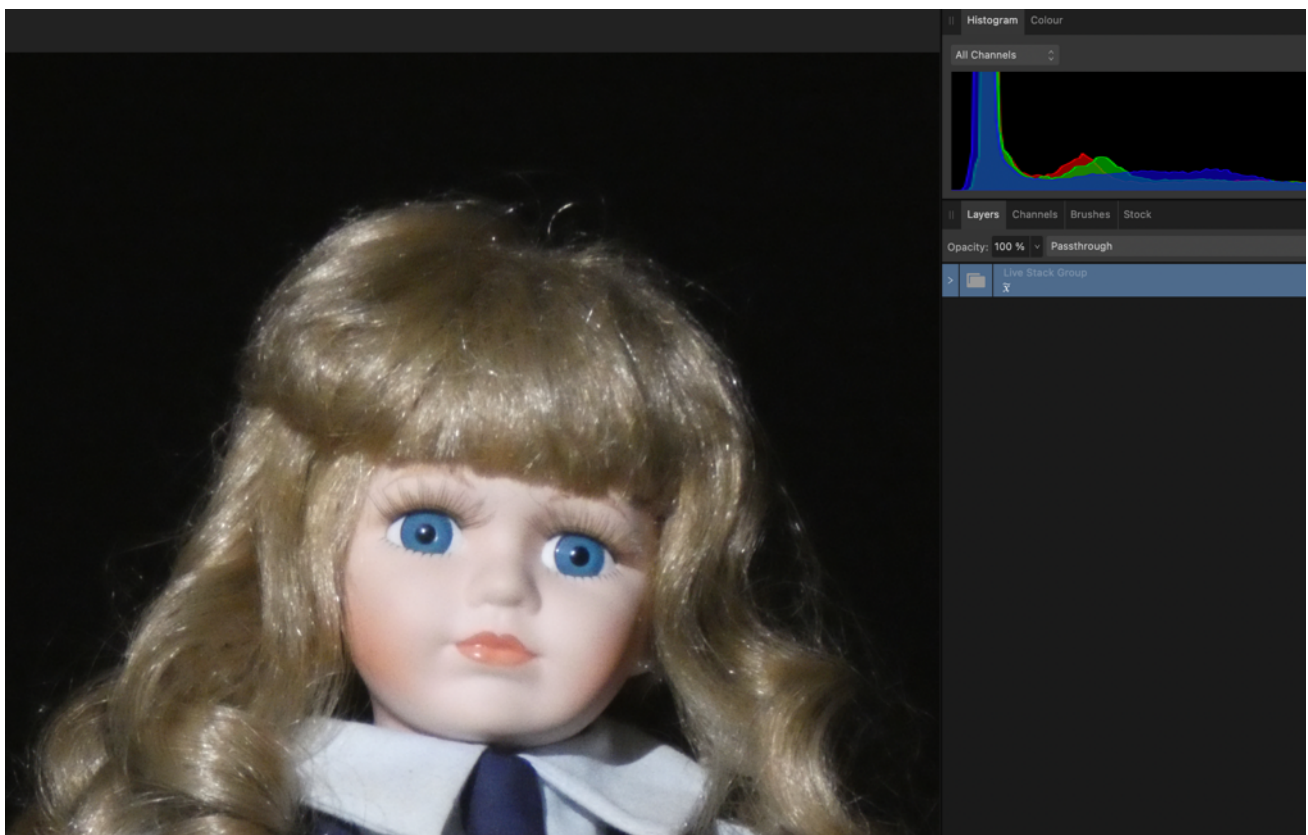 Histogram Colour
All Channels
Layers Channels Brushes Stock
Opacity: 100 % Passthrough
Live Stack Group
x̃